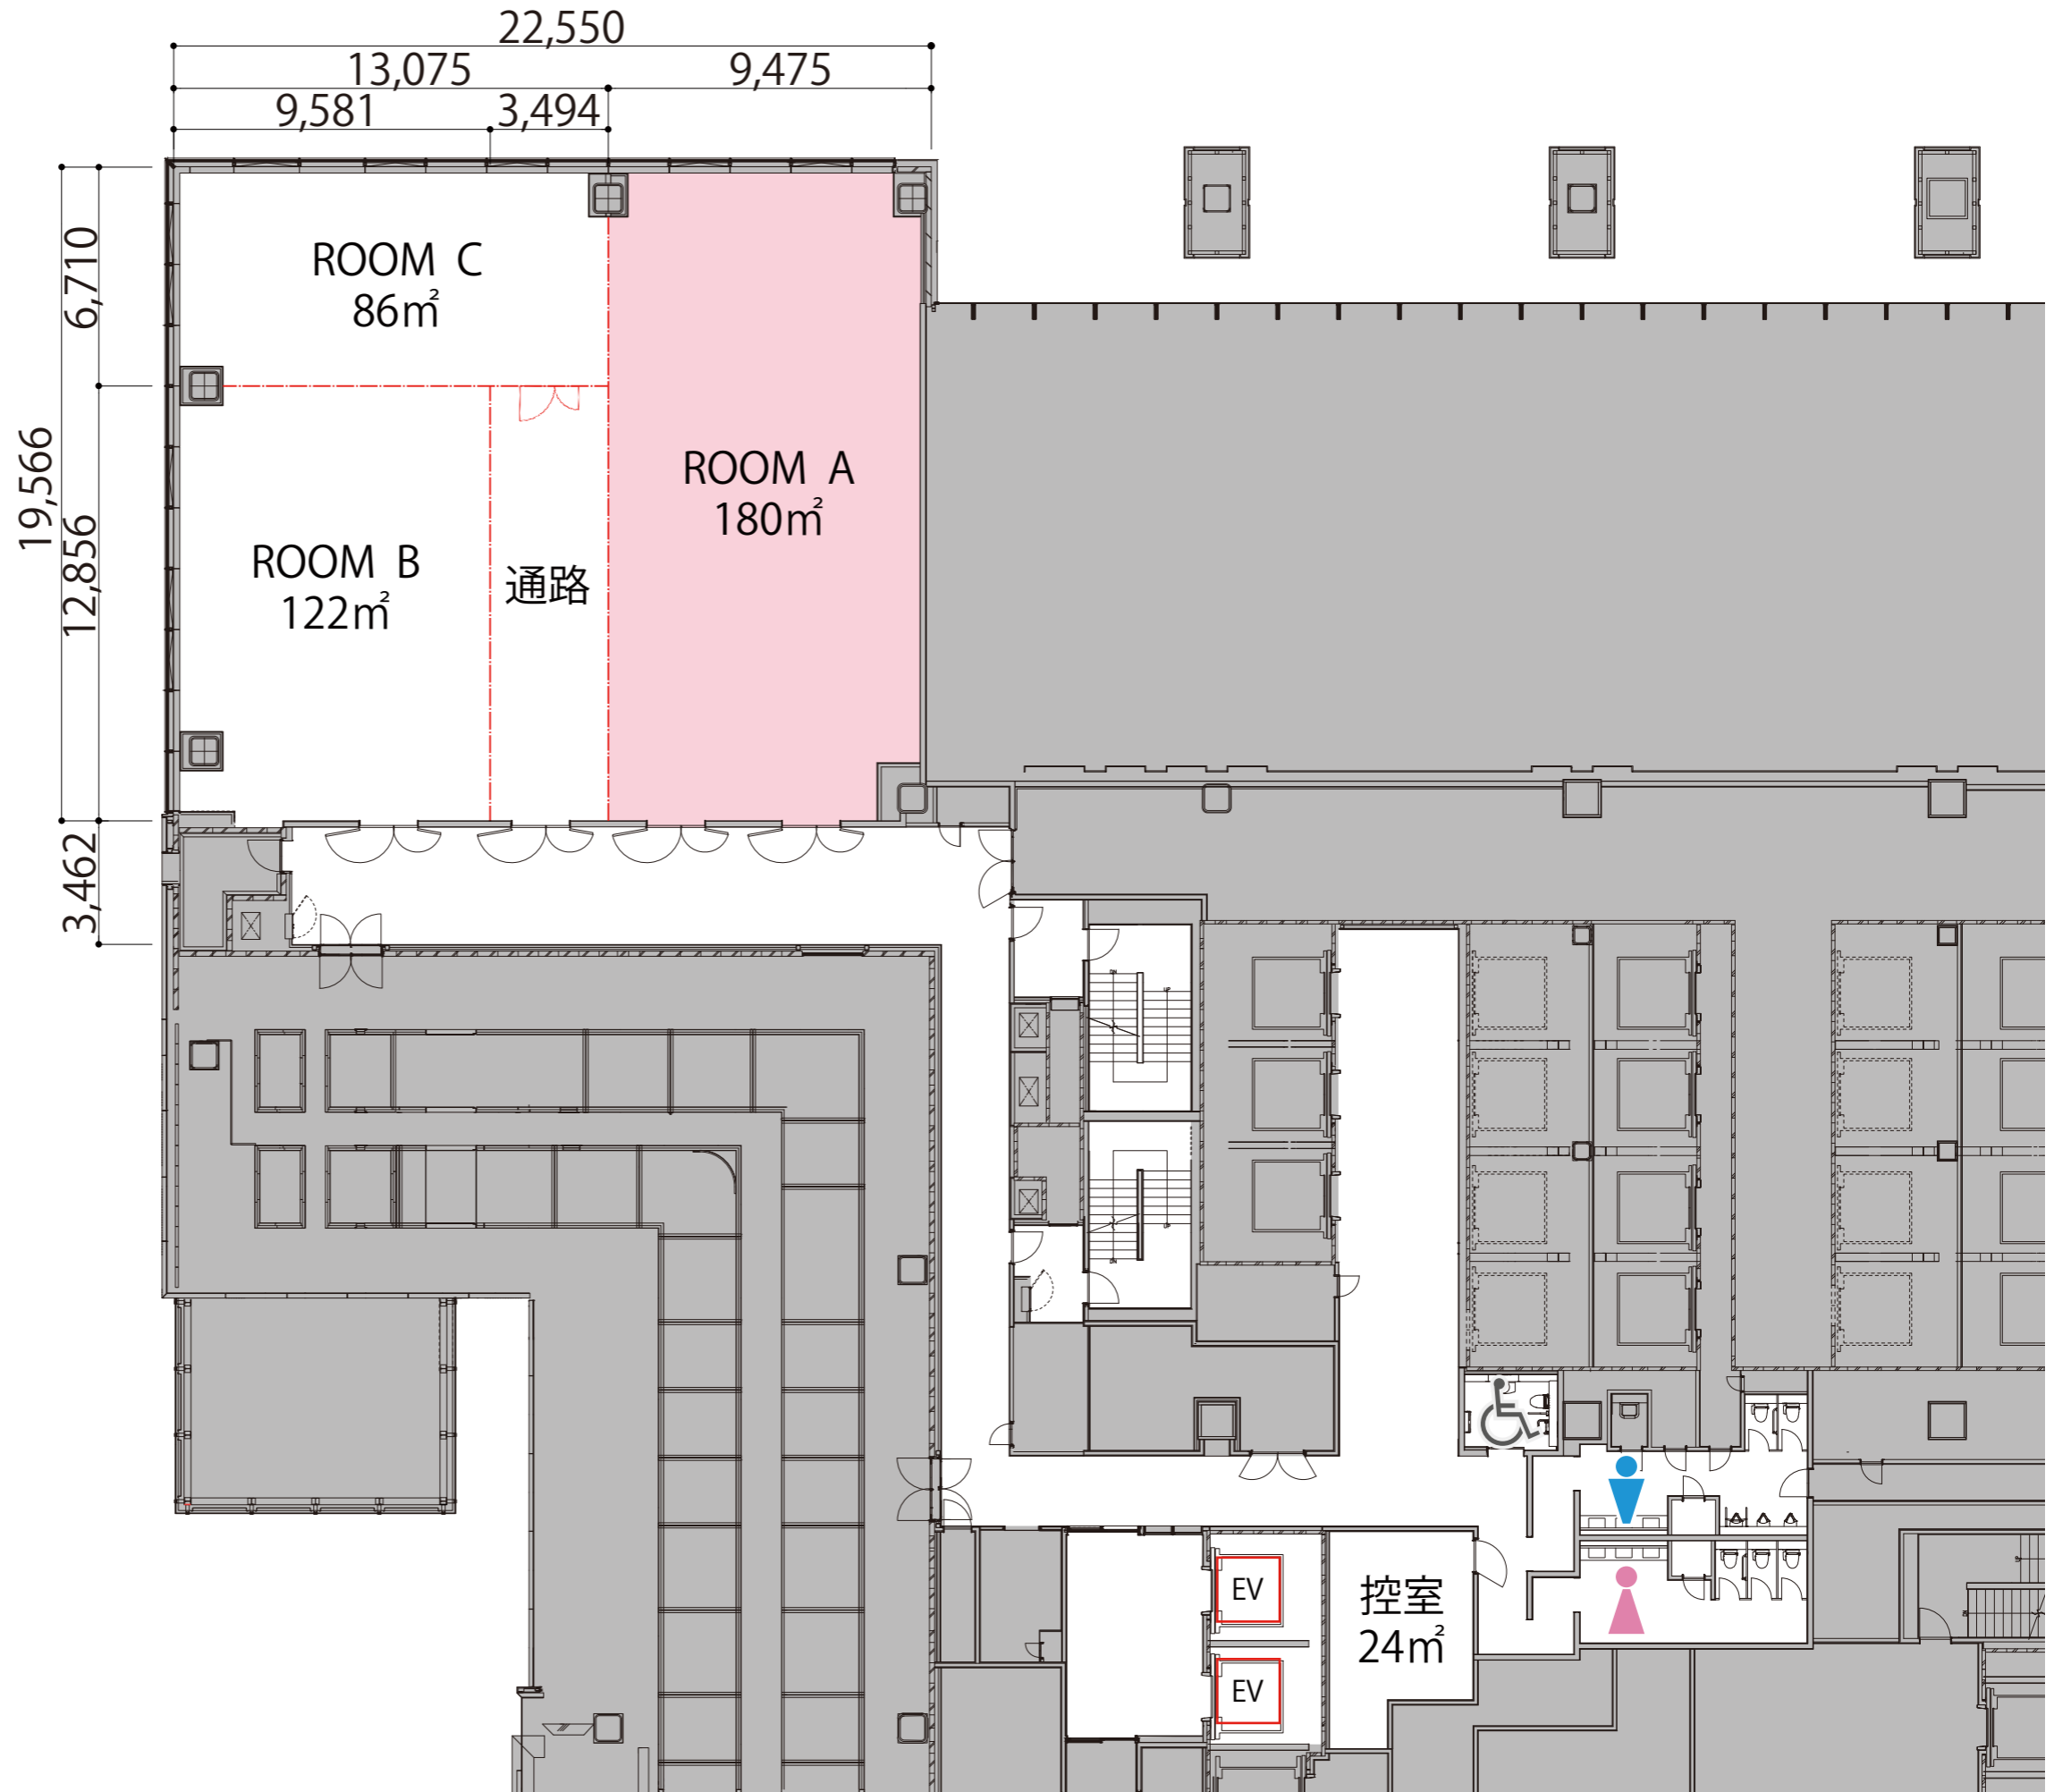 22,550
13,075
9,475
9,581
3,494
19,566
6,710
12,856
3,462
ROOM C
86㎡
ROOM A
180㎡
ROOM B
122㎡
通路
EV
EV
控室
24㎡